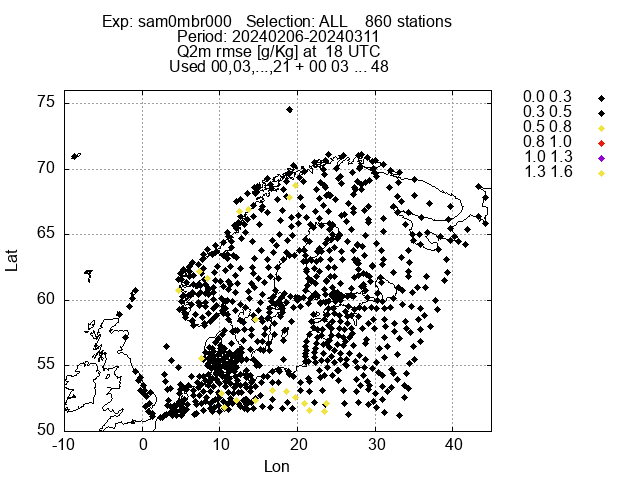 Exp: sam0mbr000   Selection: ALL    860 stations
Period: 20240206-20240311
Q2m rmse [g/Kg] at  18 UTC
Used 00,03,...,21 + 00 03 ... 48
0.0 0.3
0.3 0.5
0.5 0.8
0.8 1.0
1.0 1.3
1.3 1.6
75
70
65
60
55
50
Lat
-10 0 10 20 30 40
Lon